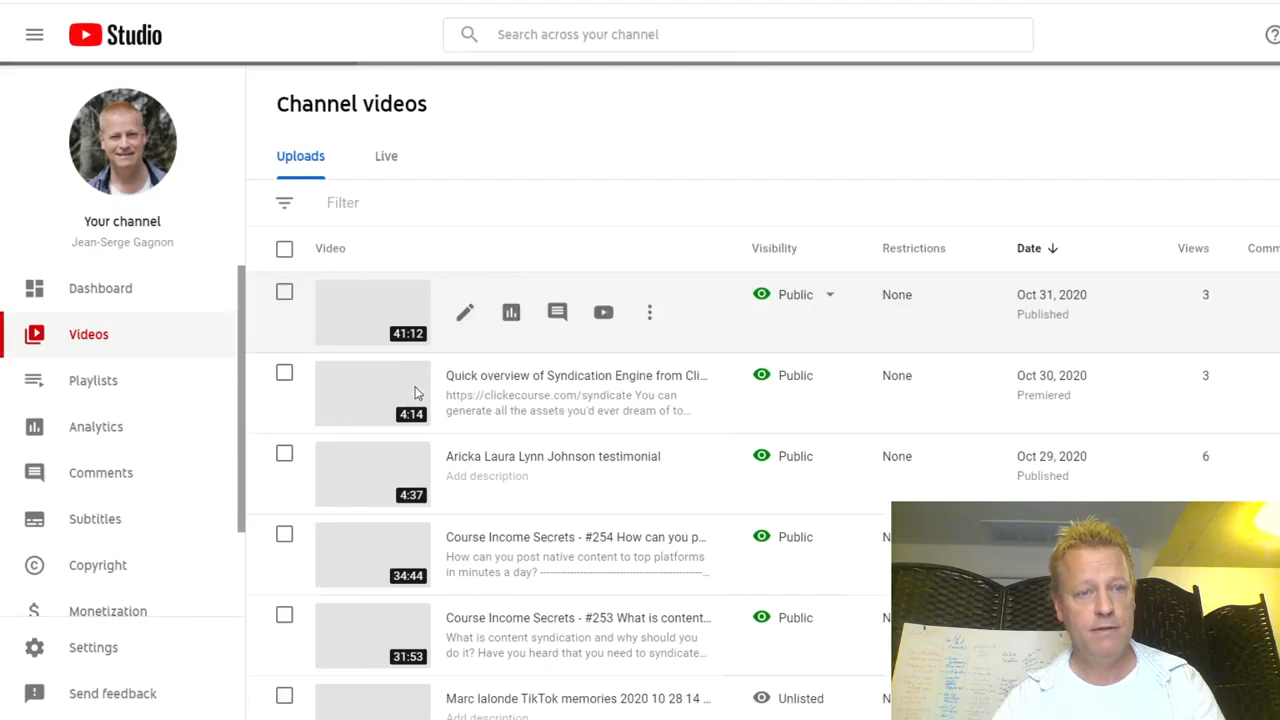 Studio
Search across your channel
Channel videos
Uploads
Live
Your channel
Jean-Serge Gagnon
Filter
Video
Visibility
Restrictions
Date
Views
Comm
Dashboard
Videos
Playlists
Analytics
Comments
Subtitles
Copyright
Monetization
Settings
Send feedback
41:12
Public
None
Oct 31, 2020
Published
3
4:14
Quick overview of Syndication Engine from Cli...
https://clickecourse.com/syndicate You can
generate all the assets you'd ever dream of to...
Public
None
Oct 30, 2020
Premiered
3
4:37
Aricka Laura Lynn Johnson testimonial
Add description
Public
None
Oct 29, 2020
Published
6
34:44
Course Income Secrets - #254 How can you p...
How can you post native content to top platforms
in minutes a day? ---------------------------------------...
Public
31:53
Course Income Secrets - #253 What is content...
What is content syndication and why should you
do it? Have you heard that you need to syndicate...
Public
Marc lalonde TikTok memories 2020 10 28 14 ...
Add description
Unlisted